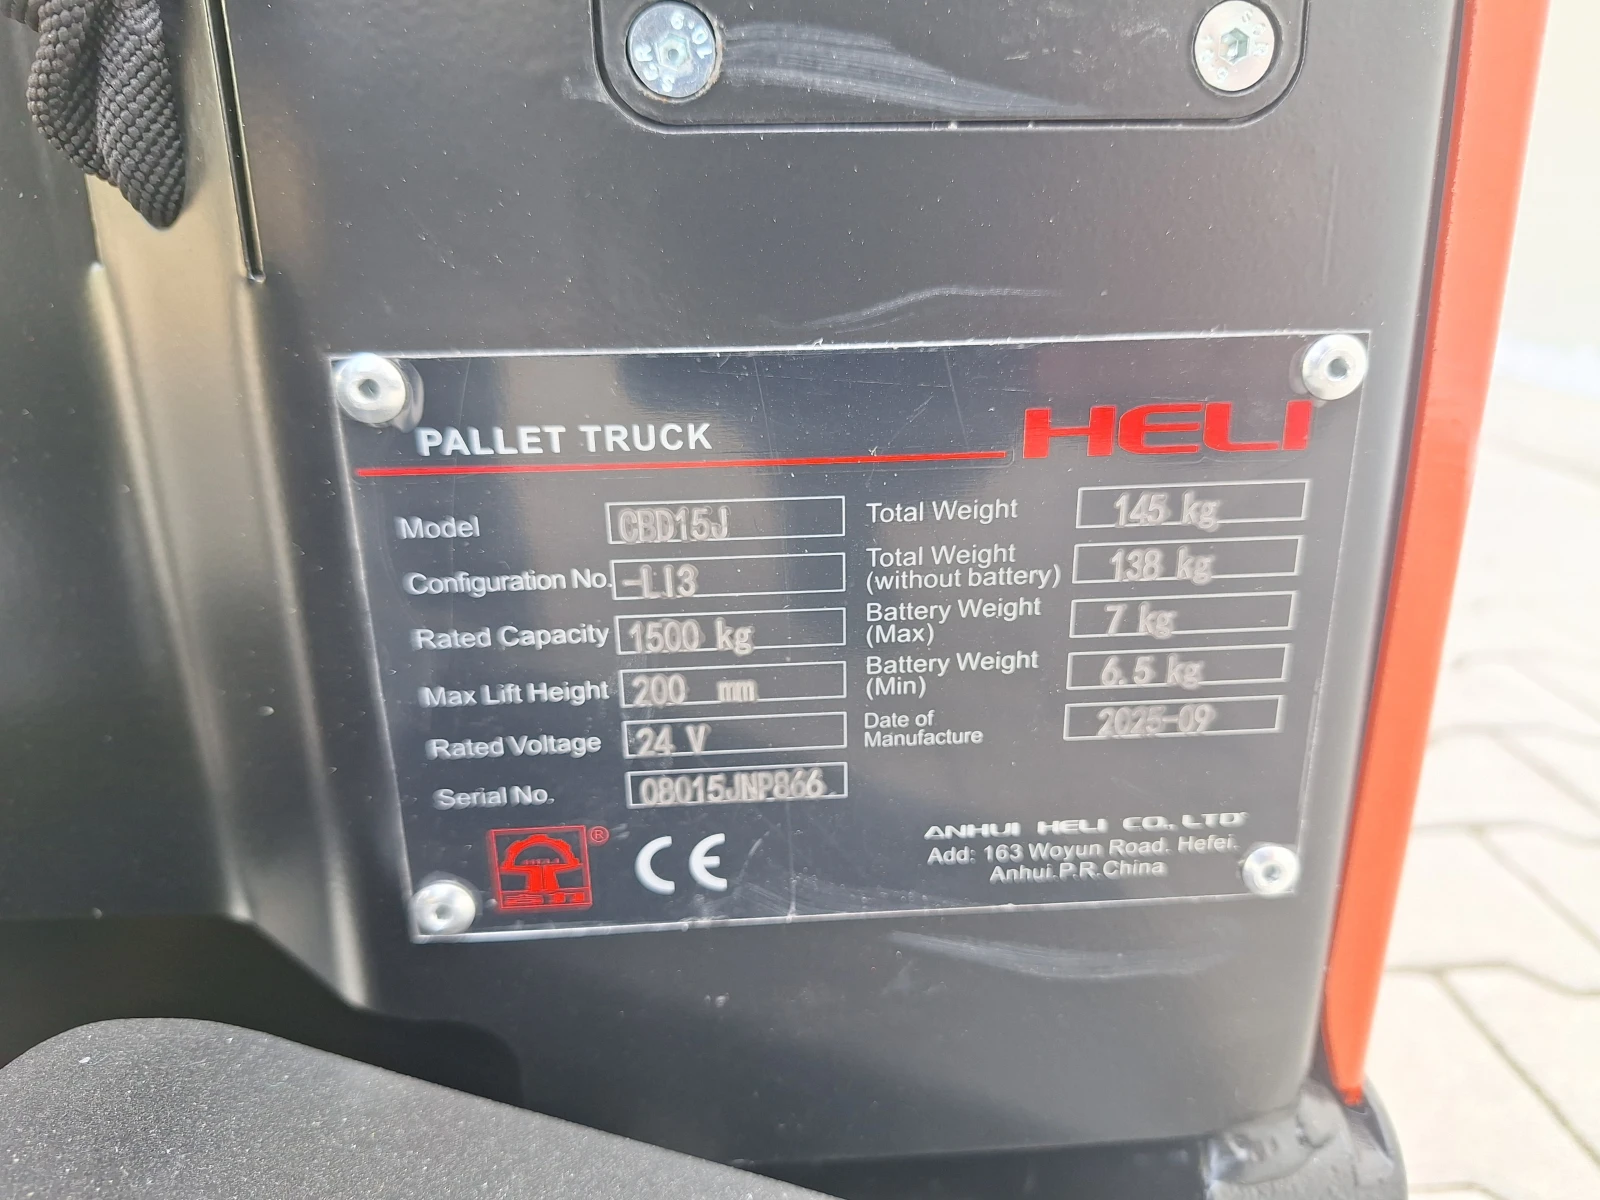 PALLET TRUCK
HELI
Model CBD15J
Configuration No. -LI3
Rated Capacity 1500 kg
Max Lift Height 200 mm
Rated Voltage 24 V
Serial No. 08015JNP866
Total Weight 145 kg
Total Weight
(without battery) 138 kg
Battery Weight
(Max) 7 kg
Battery Weight
(Min) 6.5 kg
Date of
Manufacture 2025-09
HELI
®
CE
ANHUI HELI CO., LTD
Add: 163 Woyun Road. Hefei.
Anhui.P.R.China